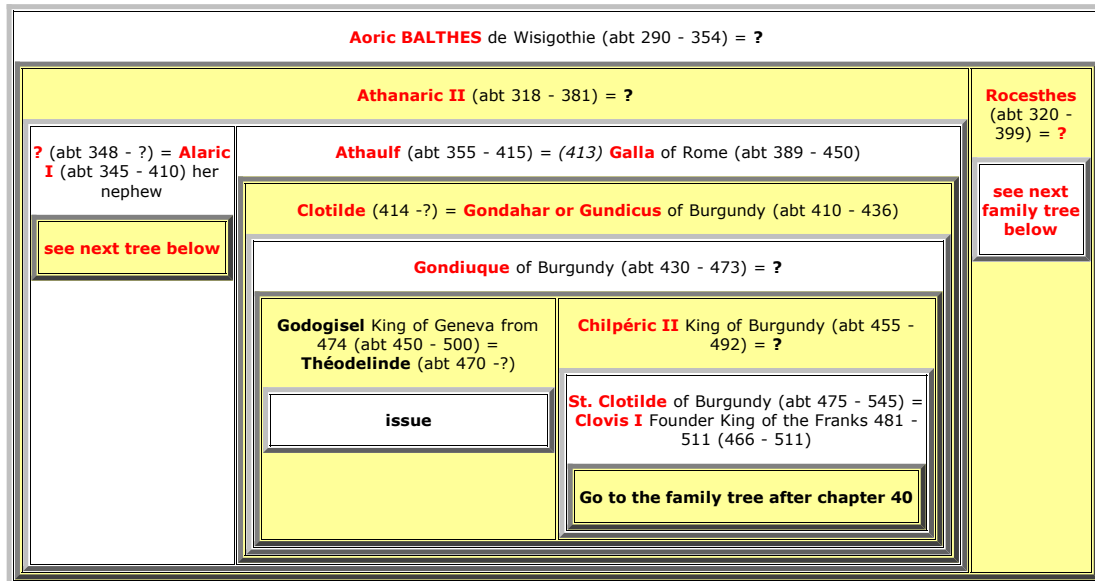 Aoric BALTHES de Wisigothie (abt 290 - 354) = ?
Athanaric II (abt 318 - 381) = ?
Rocesthes
(abt 320 -
399) = ?
see next
family tree
below
? (abt 348 - ?) = Alaric
I (abt 345 - 410) her
nephew
see next tree below
Athaulf (abt 355 - 415) = (413) Galla of Rome (abt 389 - 450)
Clotilde (414 -?) = Gondahar or Gundicus of Burgundy (abt 410 - 436)
Gondiuque of Burgundy (abt 430 - 473) = ?
Godogisel King of Geneva from
474 (abt 450 - 500) =
Théodelinde (abt 470 -?)
issue
Chilpéric II King of Burgundy (abt 455 -
492) = ?
St. Clotilde of Burgundy (abt 475 - 545) =
Clovis I Founder King of the Franks 481 -
511 (466 - 511)
Go to the family tree after chapter 40